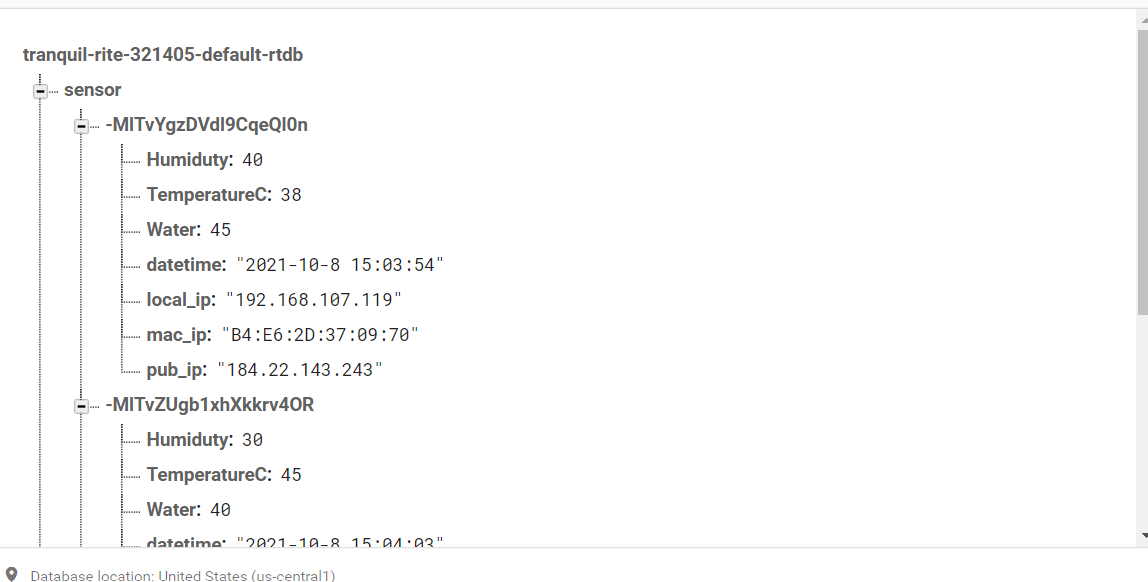 tranquil-rite-321405-default-rtdb
sensor
-MlTvYgzDVdl9CqeQl0n
Humiduty: 40
TemperatureC: 38
Water: 45
datetime: "2021-10-8 15:03:54"
local_ip: "192.168.107.119"
mac_ip: "B4:E6:2D:37:09:70"
pub_ip: "184.22.143.243"
-MlTvZUgb1xhXkkrv4OR
Humiduty: 30
TemperatureC: 45
Water: 40
datetime: "2021-10-8 15:04:03"
Database location: United States (us-central1)